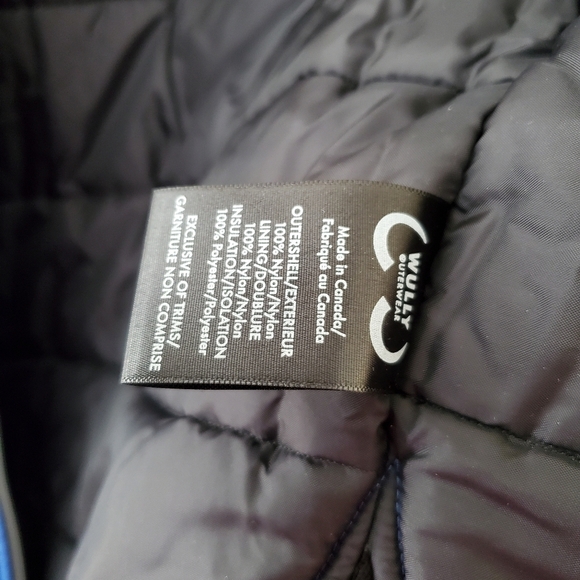 WULLY
OUTERWEAR
Made in Canada/
Fabriqué au Canada
OUTERSHELL/EXTERIEUR
100% Nylon/Nylon
LINING/DOUBLURE
100% Nylon/Nylon
INSULATION/ISOLATION
100% Polyester/Polyester
EXCLUSIVE OF TRIMS/
GARNITURE NON COMPRISE